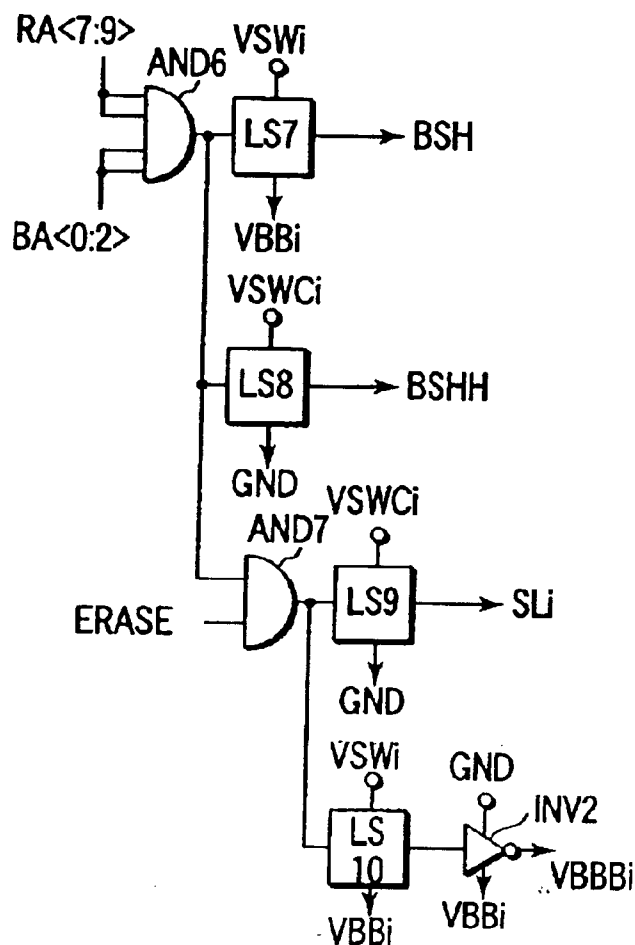 RA<7:9>
VSWi
AND6
LS7
BSH
BA<0:2>
VBBi
VSWCi
LS8
BSHH
GND
VSWCi
AND7
LS9
SLi
ERASE
GND
VSWi
GND
INV2
LS
10
VBBBi
VBBi
VBBi